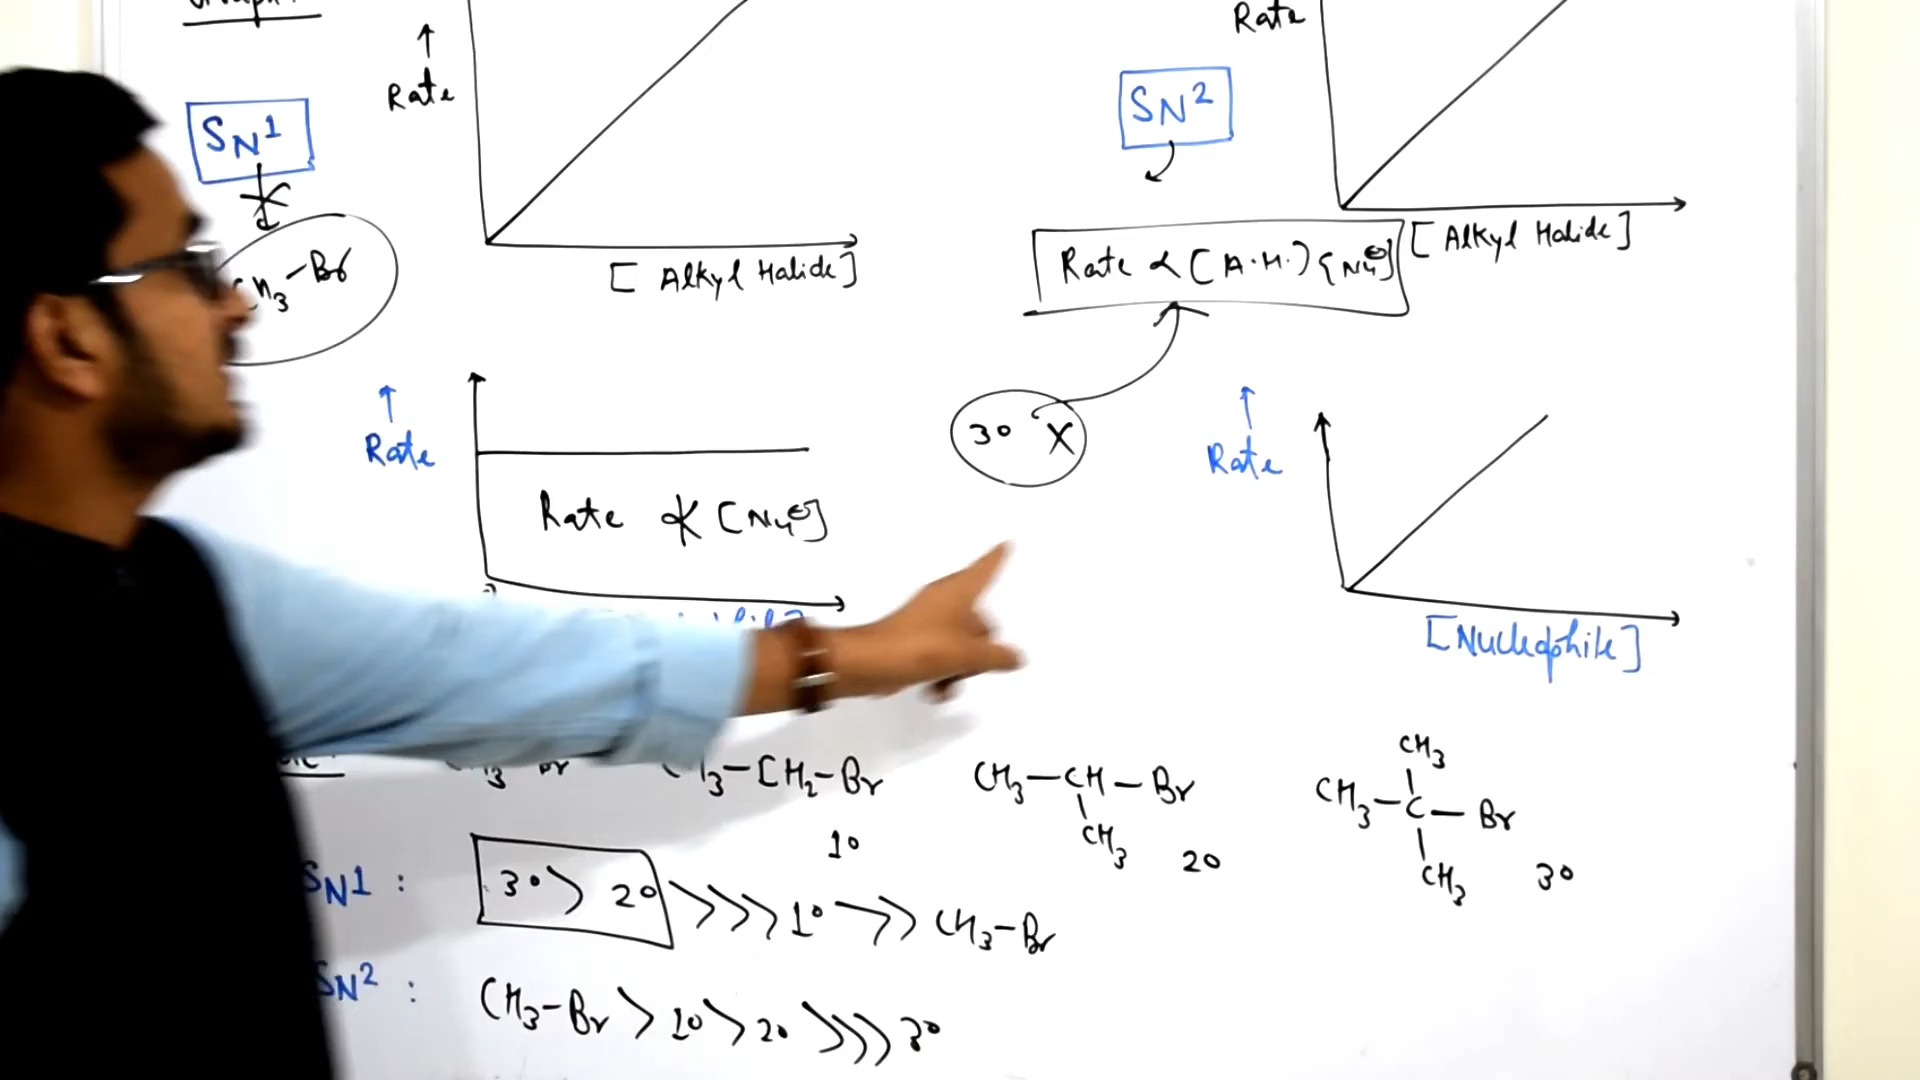 Rate
SN1
CH3-Br
[Alkyl Halide]
Rate
SN2
Rate ∝ [A.H.] [Nu⊖]
[Alkyl Halide]
Rate
Rate ∝̸ [Nu⊖]
3° X
Rate
[Nucleophile]
CH3-CH2-Br
1°
CH3-CH-Br
CH3
2°
CH3
CH3-C-Br
CH3
3°
SN1 : 3° > 2° >>>> 1° >> CH3-Br
SN2 : CH3-Br > 1° > 2° >>> 3°